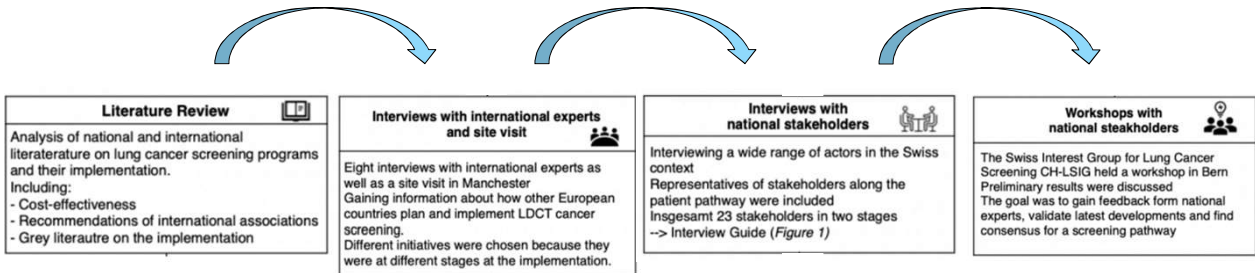 Literature Review
Analysis of national and international
literaterature on lung cancer screening programs
and their implementation.
Including:
- Cost-effectiveness
- Recommendations of international associations
- Grey literautre on the implementation
Interviews with international experts
and site visit
Eight interviews with international experts as
well as a site visit in Manchester
Gaining information about how other European
countries plan and implement LDCT cancer
screening.
Different initiatives were chosen because they
were at different stages at the implementation.
Interviews with
national stakeholders
Interviewing a wide range of actors in the Swiss
context
Representatives of stakeholders along the
patient pathway were included
Insgesamt 23 stakeholders in two stages
--> Interview Guide (Figure 1)
Workshops with
national steakholders
The Swiss Interest Group for Lung Cancer
Screening CH-LSIG held a workshop in Bern
Preliminary results were discussed
The goal was to gain feedback form national
experts, validate latest developments and find
consensus for a screening pathway